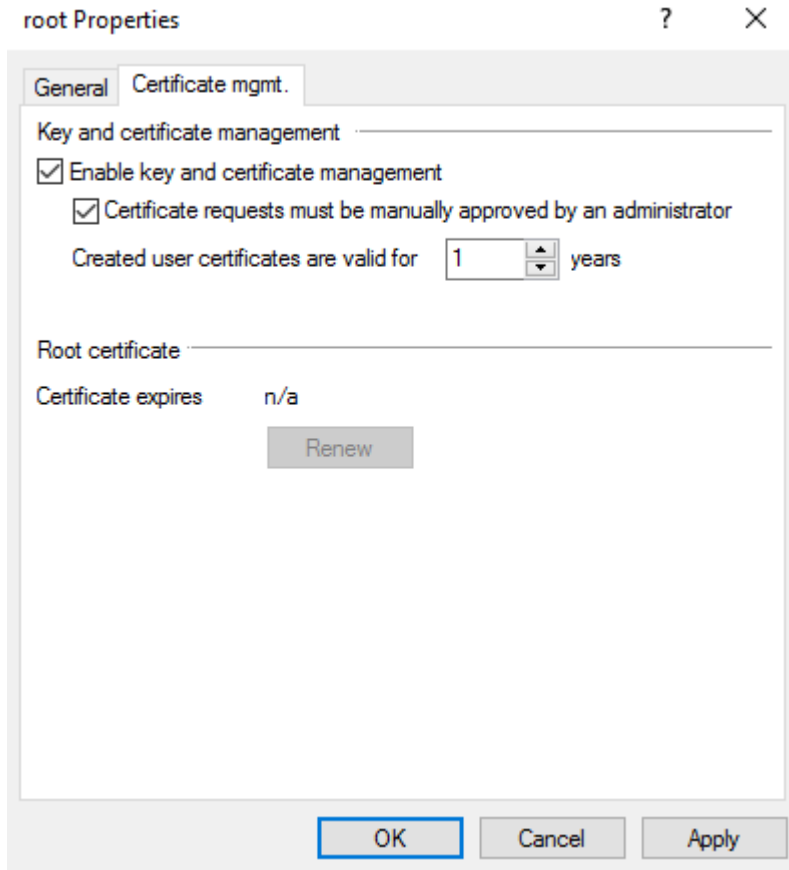 root Properties ?
General Certificate mgmt.
Key and certificate management
Enable key and certificate management
Certificate requests must be manually approved by an administrator
Created user certificates are valid for 1 years
Root certificate
Certificate expires n/a
Renew
OK Cancel Apply